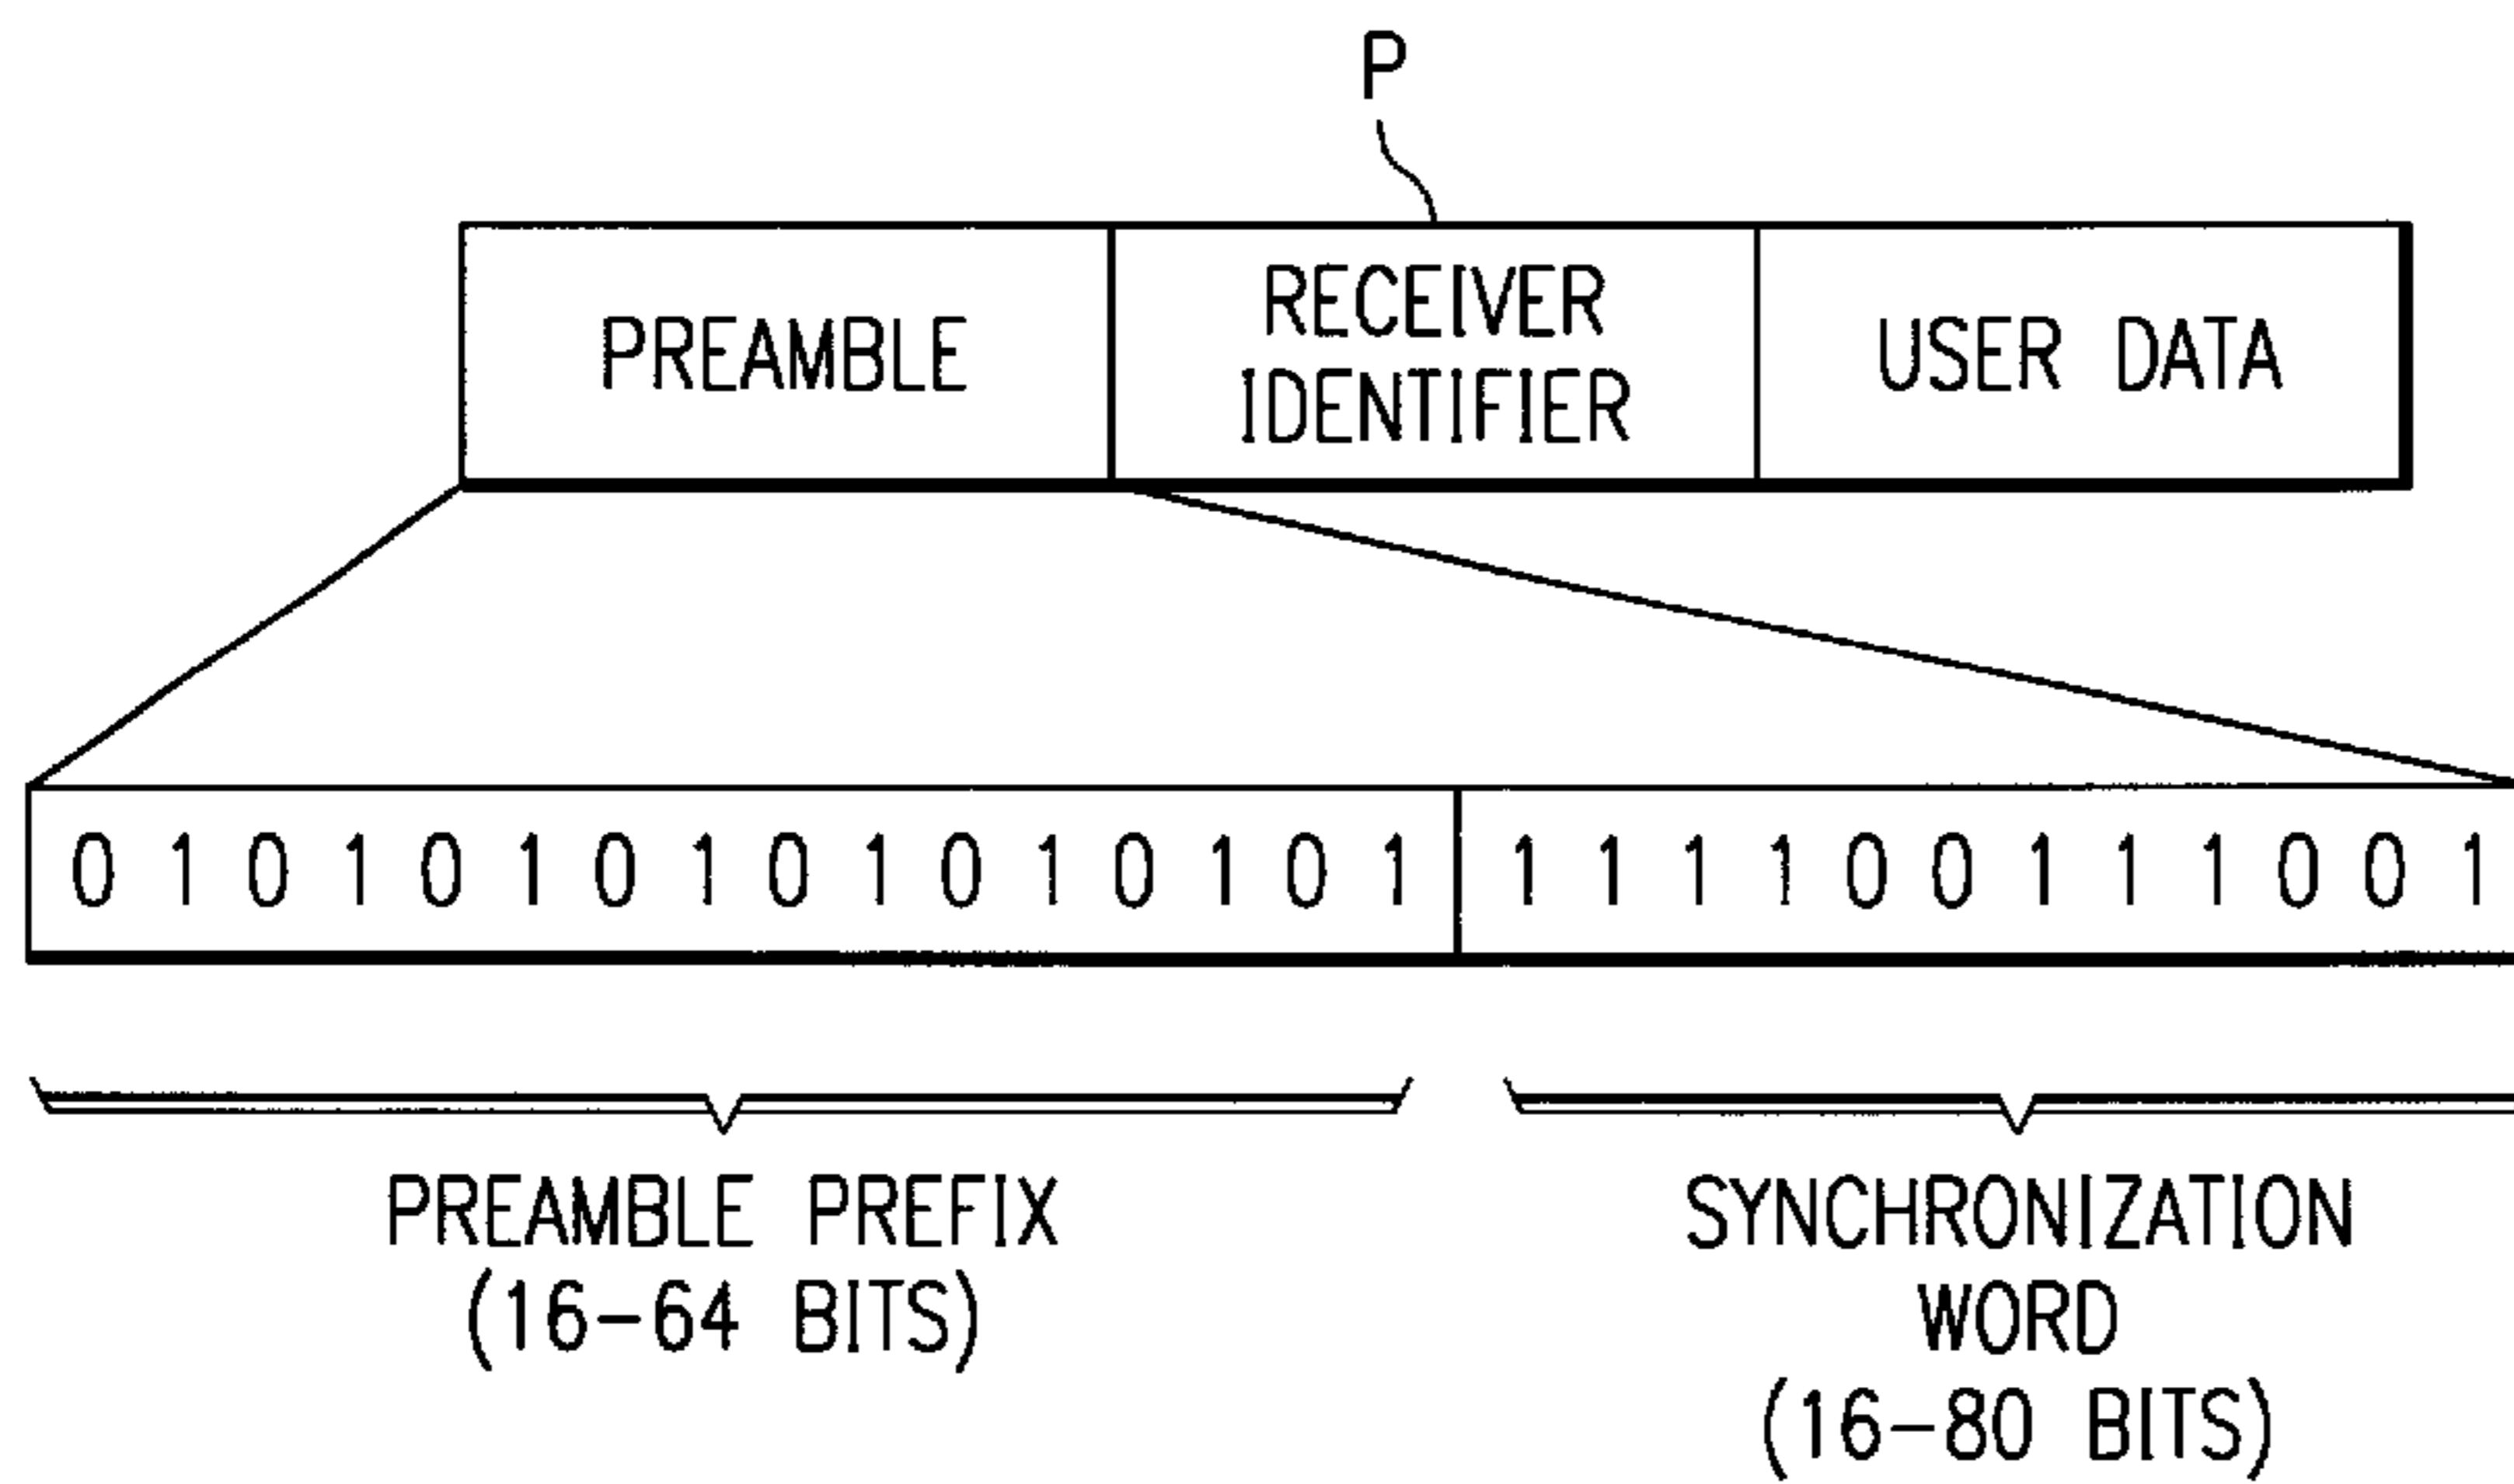 P
PREAMBLE
RECEIVER
IDENTIFIER
USER DATA
0 1 0 1 0 1 0 1 0 1 0 1 0 1 0 1 1 1 1 1 0 0 1 1 1 0 0 1
PREAMBLE PREFIX
(16-64 BITS)
SYNCHRONIZATION
WORD
(16-80 BITS)